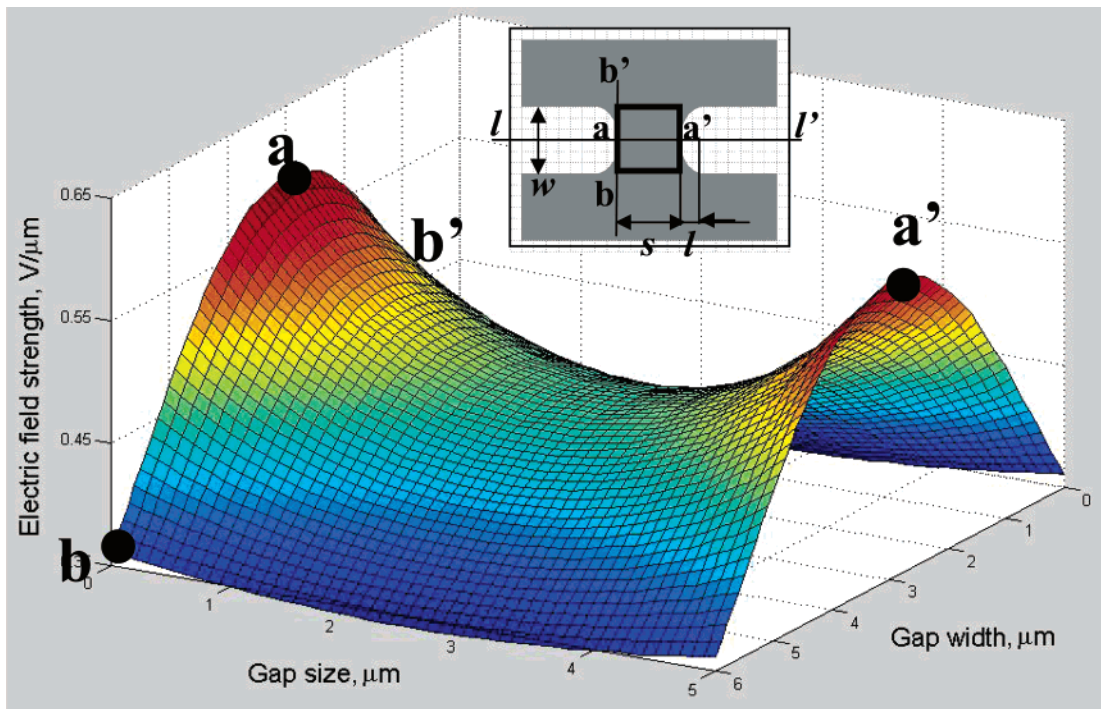 b’
l a a’ l’
w
b
s l
a
b’
a’
b
0.65
0.55
0.45
Electric field strength, V/μm
0 1 2 3 4 5
Gap size, μm
0 1 2 3 4 5 6
Gap width, μm